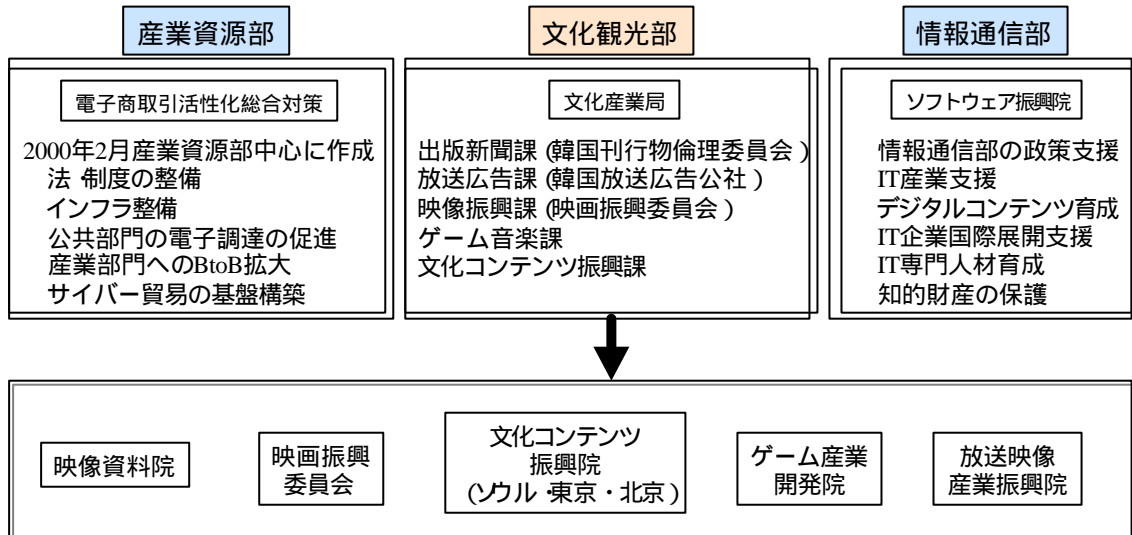 産業資源部
電子商取引活性化総合対策
2000年2月産業資源部中心に作成
法・制度の整備
インフラ整備
公共部門の電子調達の促進
産業部門へのBtoB拡大
サイバー貿易の基盤構築
文化観光部
文化産業局
出版新聞課(韓国刊行物倫理委員会)
放送広告課(韓国放送広告公社)
映像振興課(映画振興委員会)
ゲーム音楽課
文化コンテンツ振興課
情報通信部
ソフトウェア振興院
情報通信部の政策支援
IT産業支援
デジタルコンテンツ育成
IT企業国際展開支援
IT専門人材育成
知的財産の保護
映像資料院
映画振興
委員会
文化コンテンツ
振興院
(ソウル・東京・北京)
ゲーム産業
開発院
放送映像
産業振興院